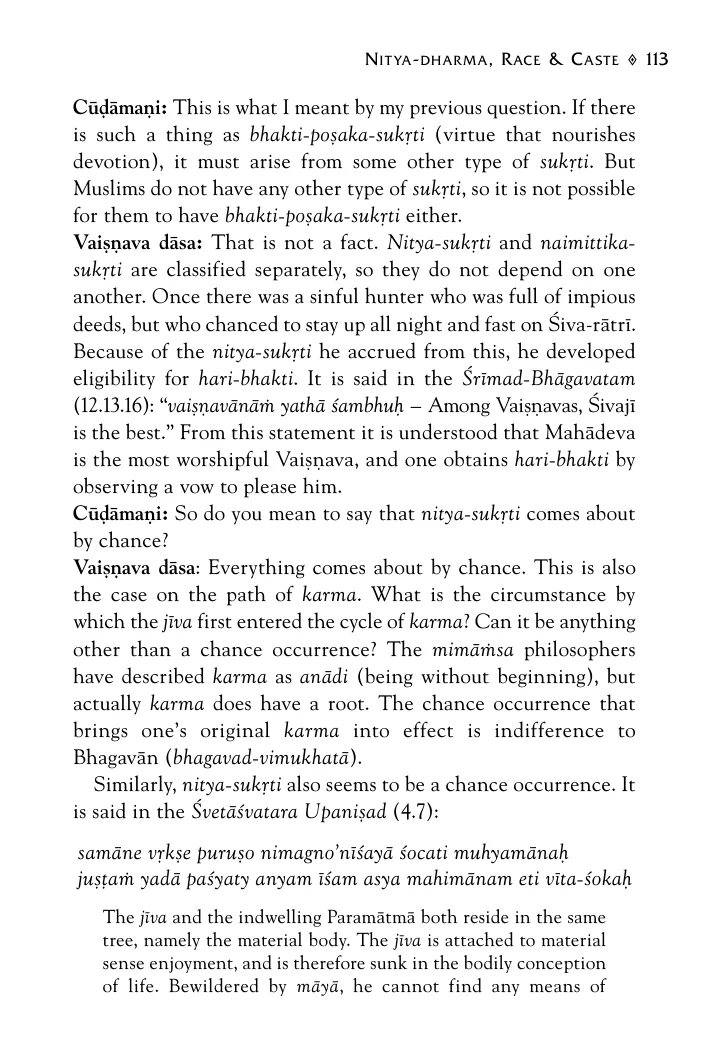 Nitya-dharma, Race & Caste ◈ 113
Cūḍāmaṇi: This is what I meant by my previous question. If there
is such a thing as bhakti-poṣaka-sukṛti (virtue that nourishes
devotion), it must arise from some other type of sukṛti. But
Muslims do not have any other type of sukṛti, so it is not possible
for them to have bhakti-poṣaka-sukṛti either.
Vaiṣṇava dāsa: That is not a fact. Nitya-sukṛti and naimittika-
sukṛti are classified separately, so they do not depend on one
another. Once there was a sinful hunter who was full of impious
deeds, but who chanced to stay up all night and fast on Śiva-rātrī.
Because of the nitya-sukṛti he accrued from this, he developed
eligibility for hari-bhakti. It is said in the Śrīmad-Bhāgavatam
(12.13.16): “vaiṣṇavānāṁ yathā śambhuḥ – Among Vaiṣṇavas, Śivajī
is the best.” From this statement it is understood that Mahādeva
is the most worshipful Vaiṣṇava, and one obtains hari-bhakti by
observing a vow to please him.
Cūḍāmaṇi: So do you mean to say that nitya-sukṛti comes about
by chance?
Vaiṣṇava dāsa: Everything comes about by chance. This is also
the case on the path of karma. What is the circumstance by
which the jīva first entered the cycle of karma? Can it be anything
other than a chance occurrence? The mimāṁsa philosophers
have described karma as anādi (being without beginning), but
actually karma does have a root. The chance occurrence that
brings one’s original karma into effect is indifference to
Bhagavān (bhagavad-vimukhatā).
Similarly, nitya-sukṛti also seems to be a chance occurrence. It
is said in the Śvetāśvatara Upaniṣad (4.7):
samāne vṛkṣe puruṣo nimagno’nīśayā śocati muhyamānaḥ
juṣṭaṁ yadā paśyaty anyam īśam asya mahimānam eti vīta-śokaḥ
The jīva and the indwelling Paramātmā both reside in the same
tree, namely the material body. The jīva is attached to material
sense enjoyment, and is therefore sunk in the bodily conception
of life. Bewildered by māyā, he cannot find any means of